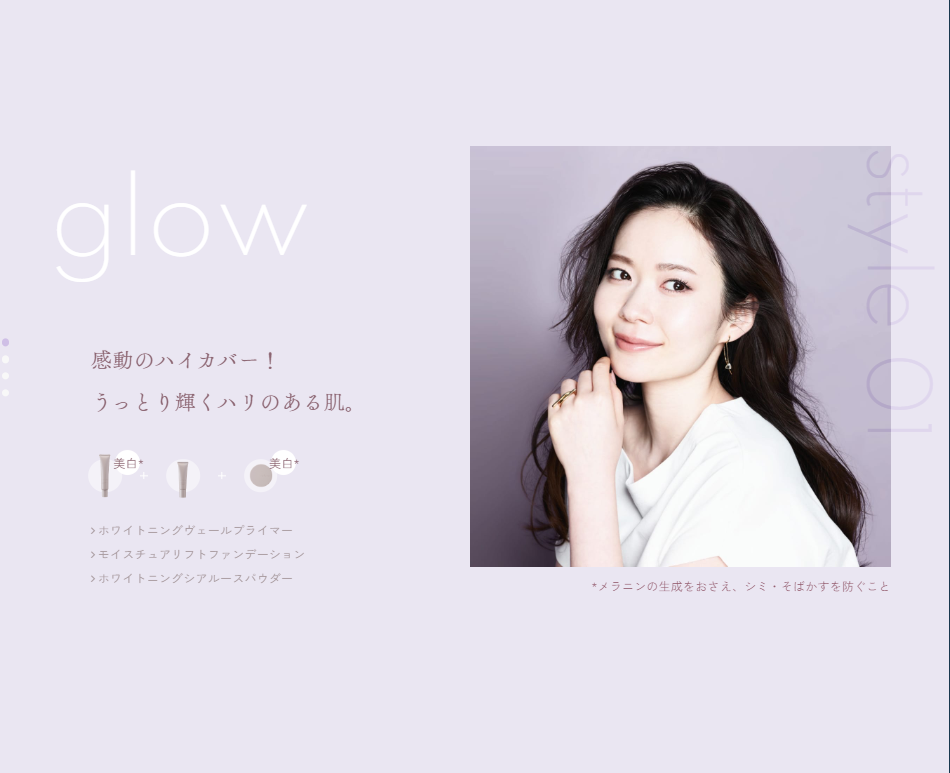 glow
感動のハイカバー！
うっとり輝くハリのある肌。
美白*
+
+
美白*
ホワイトニングヴェールプライマー
モイスチュアリフトファンデーション
ホワイトニングシアルースパウダー
style 01
*メラニンの生成をおさえ、シミ・そばかすを防ぐこと